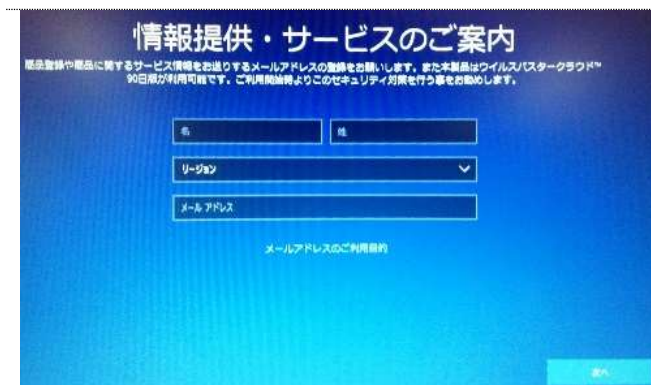 情報提供・サービスのご案内
商品登録や商品に関するサービス情報をお送りするメールアドレスの登録をお願いします。また本製品はウイルスバスタークラウド™
90日版が利用可能です。ご利用開始時よりこのセキュリティ対策を行う事をお勧めします。
名
姓
リージョン
メール アドレス
メールアドレスのご利用目的
次へ